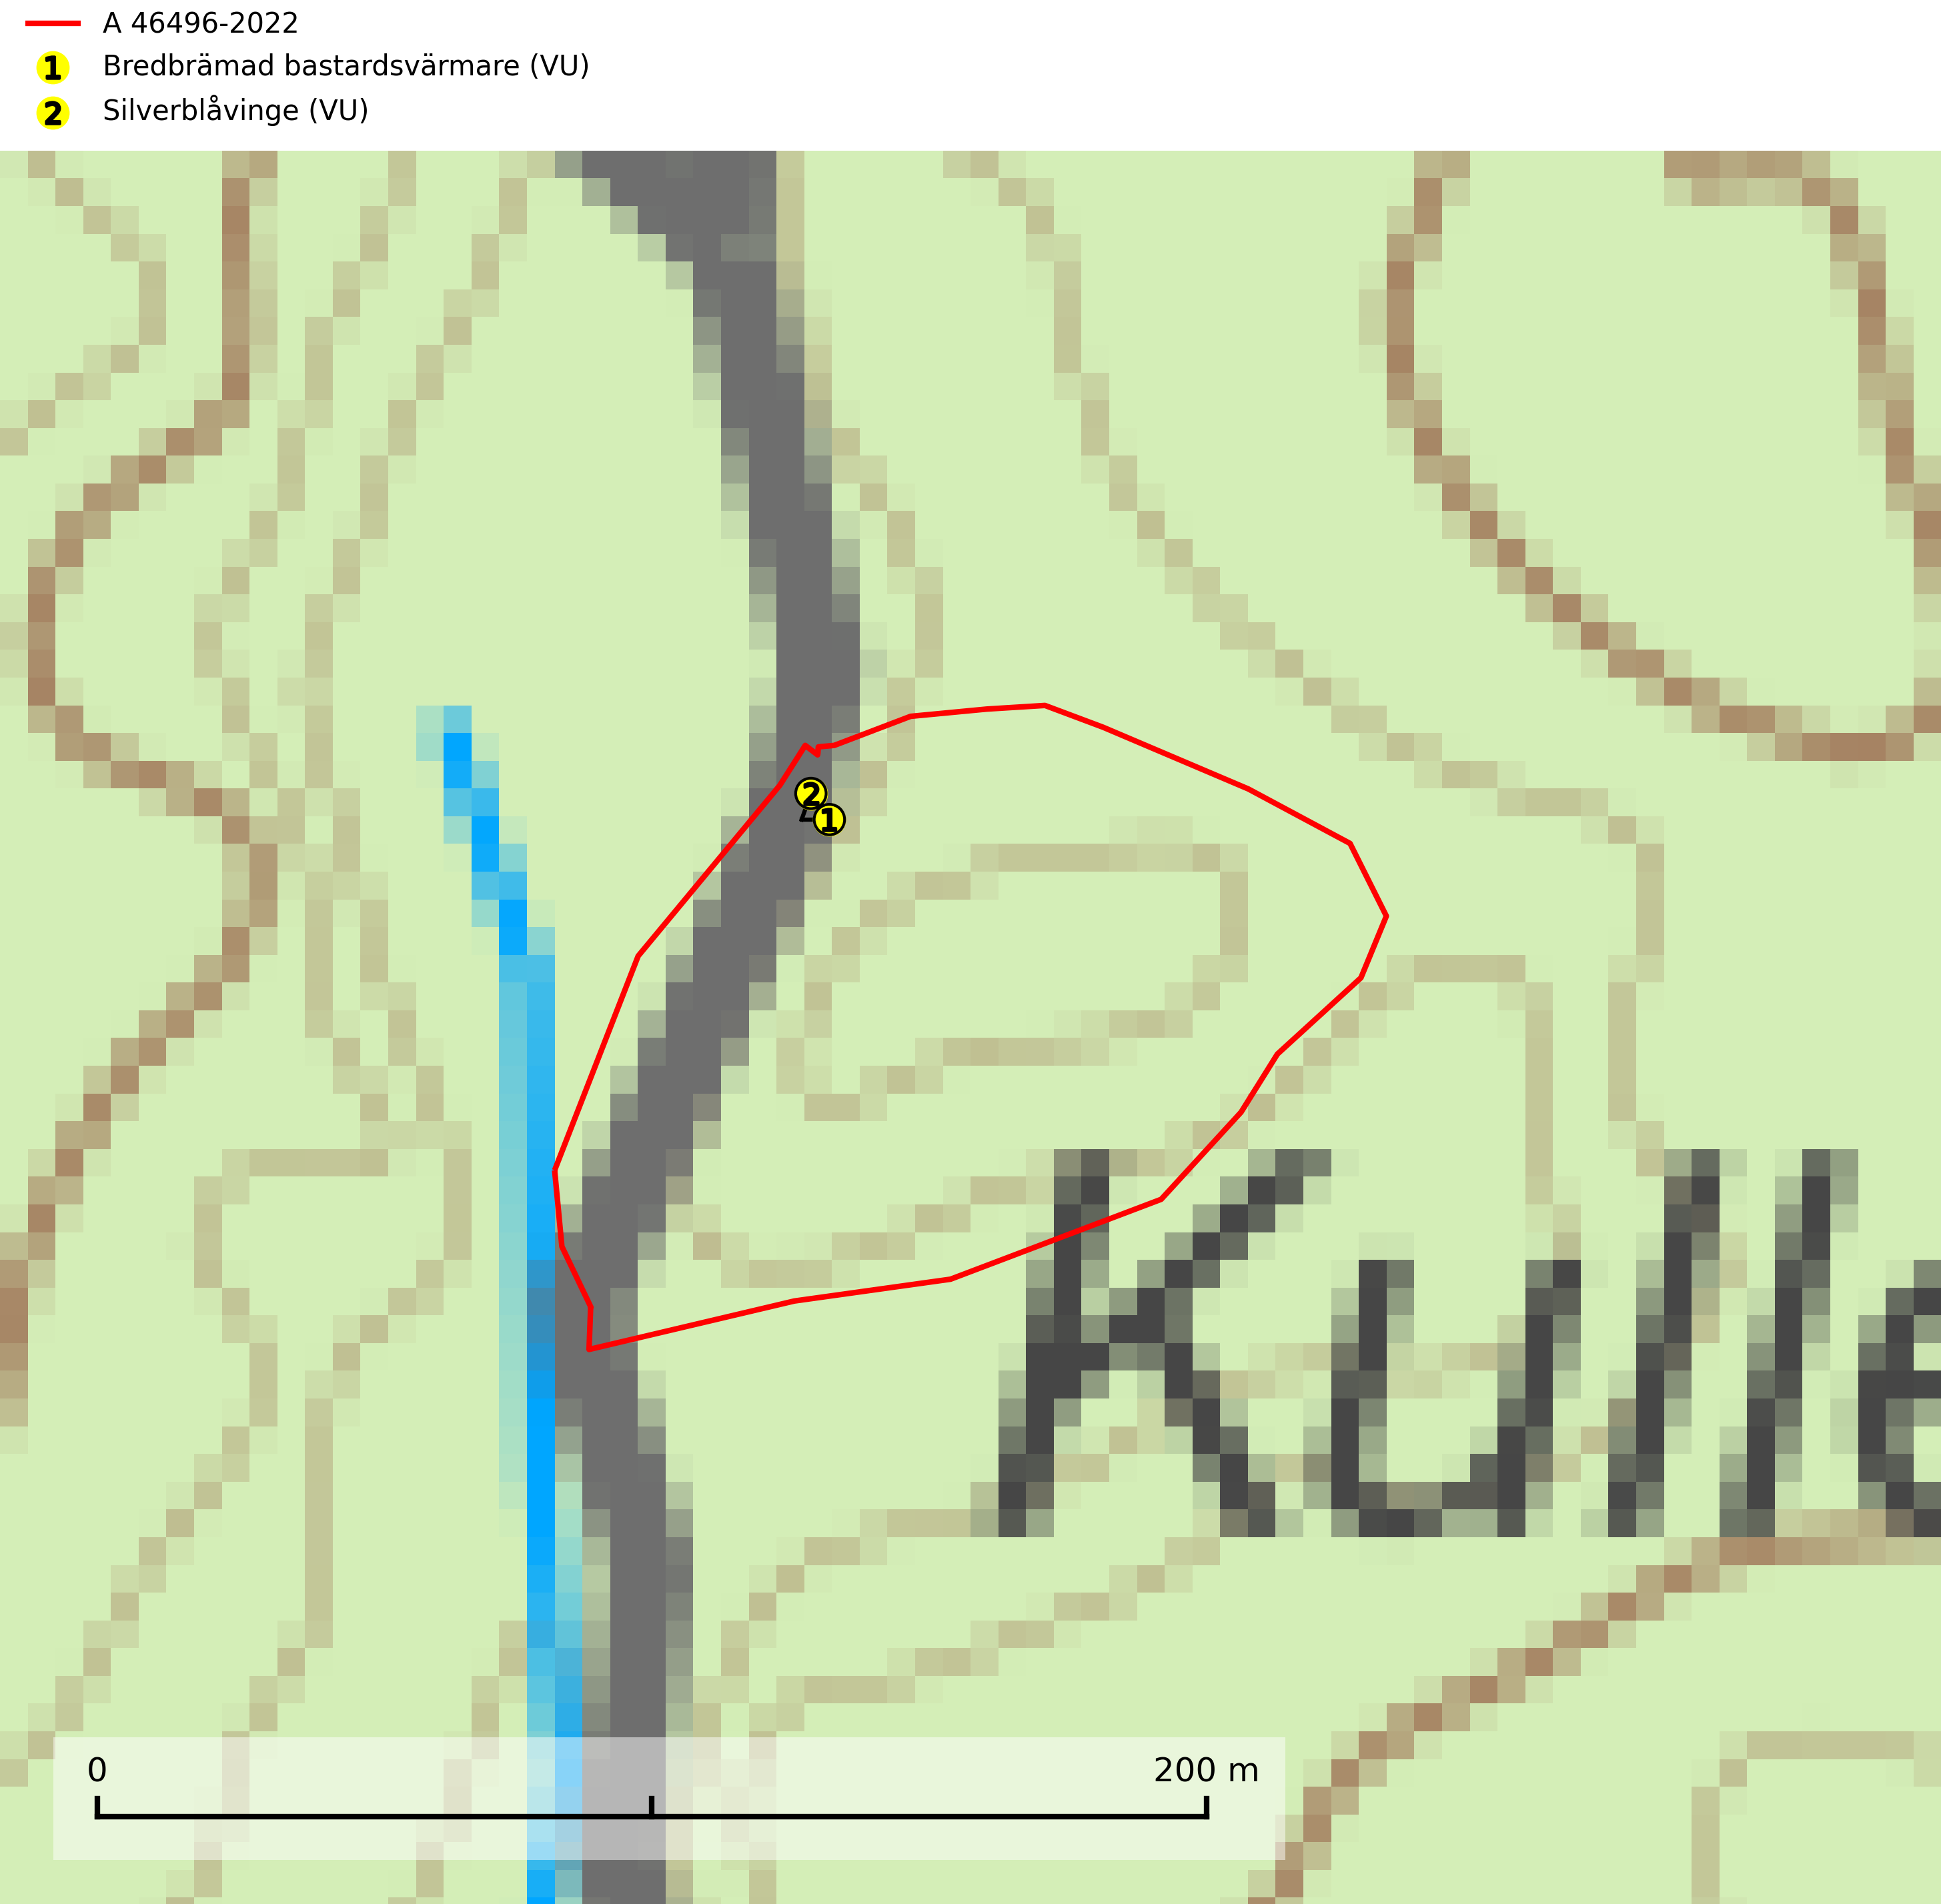 A 46496-2022
1 Bredbrämad bastardsvärmare (VU)
2 Silverblåvinge (VU)
2
1
0 200 m